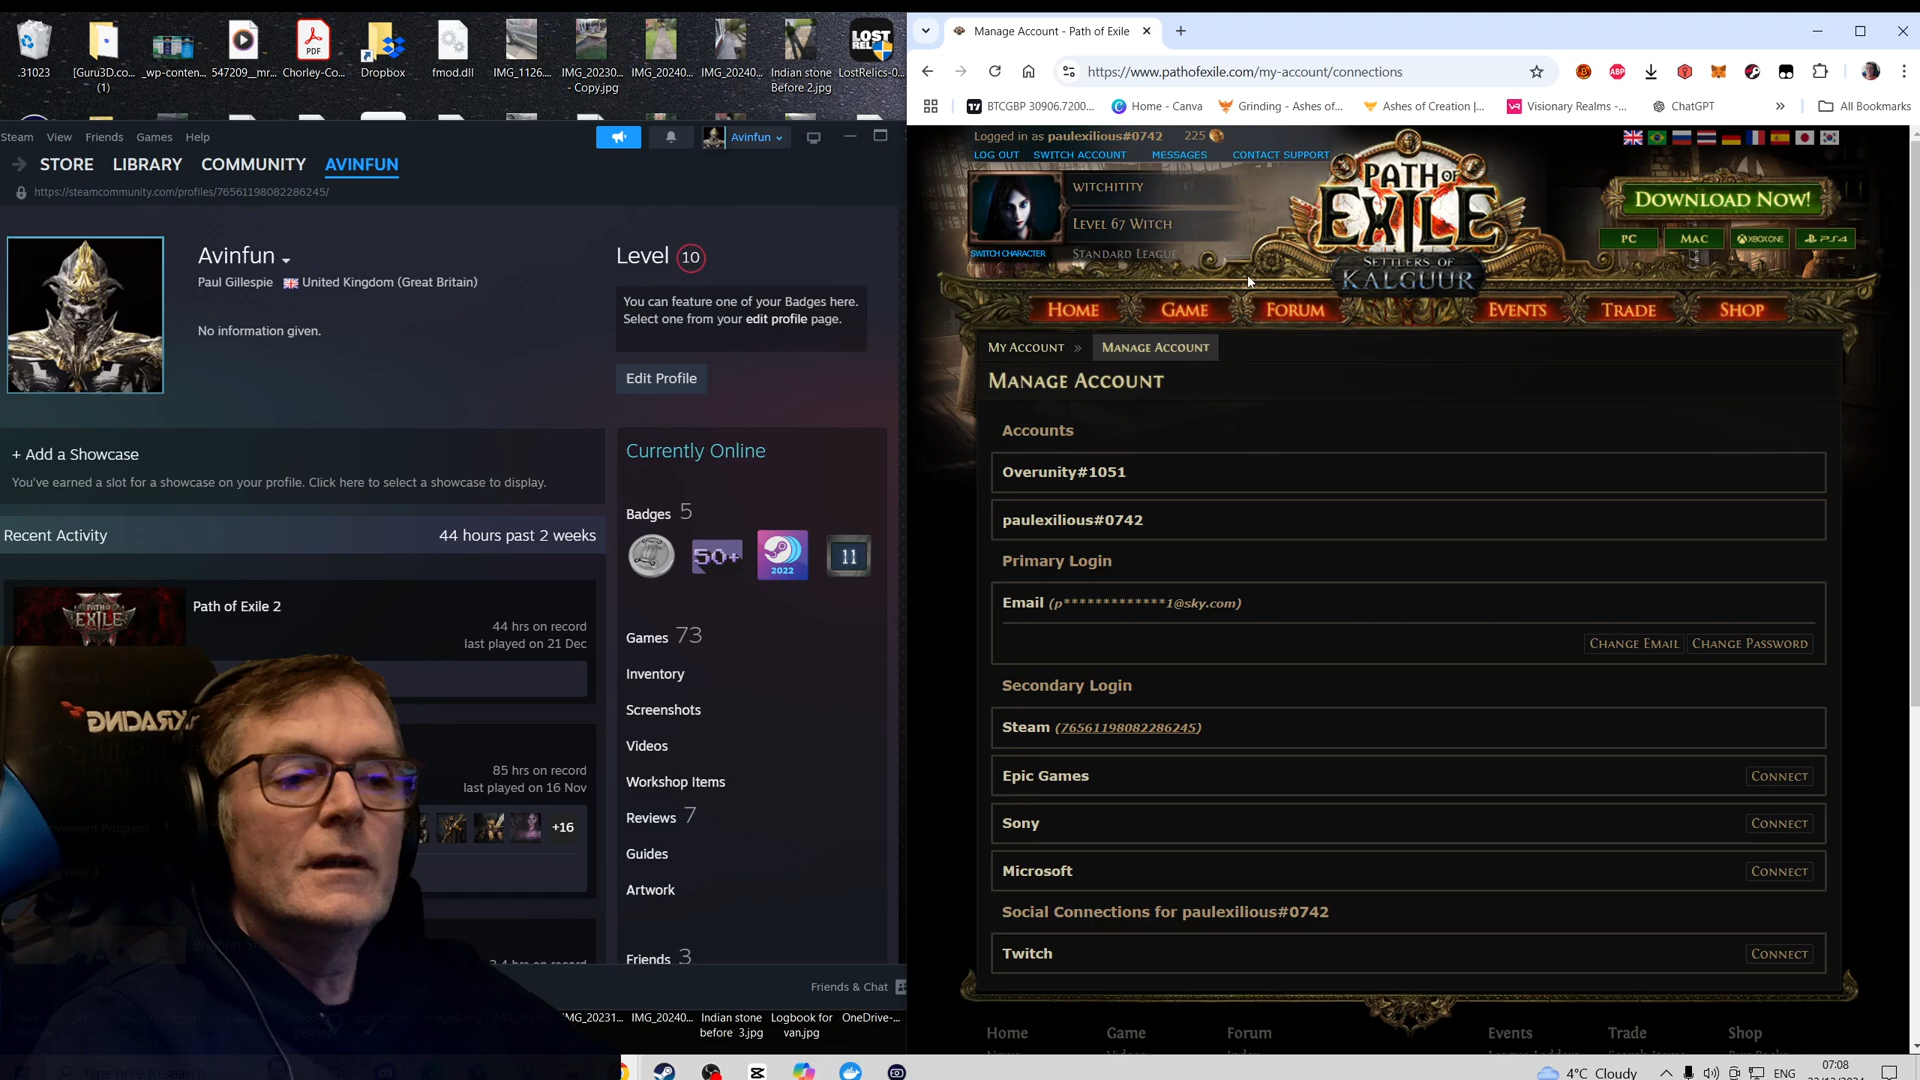 .31023
[Guru3D.co...
(1)
_wp-conten...
547209__mr...
Chorley-Co...
Dropbox
fmod.dll
IMG_1126...
IMG_20230...
- Copy.jpg
IMG_20240...
IMG_20240...
Indian stone
Before 2.jpg
LOST
LostRelics-0...
PDF
Steam View Friends Games Help
Avinfun
STORE LIBRARY COMMUNITY AVINFUN
https://steamcommunity.com/profiles/76561198082286245/
Avinfun
Paul Gillespie United Kingdom (Great Britain)
No information given.
Level 10
You can feature one of your Badges here.
Select one from your edit profile page.
Edit Profile
+ Add a Showcase
You've earned a slot for a showcase on your profile. Click here to select a showcase to display.
Recent Activity 44 hours past 2 weeks
PATH OF
EXILE
Path of Exile 2
44 hrs on record
last played on 21 Dec
85 hrs on record
last played on 16 Nov
+16
Currently Online
Badges 5
50+
2022
11
Games 73
Inventory
Screenshots
Videos
Workshop Items
Reviews 7
Guides
Artwork
Friends 3
Friends & Chat
IMG_20231...
IMG_20240...
Indian stone
before 3.jpg
Logbook for
van.jpg
OneDrive-...
Type here to search
Manage Account - Path of Exile
https://www.pathofexile.com/my-account/connections
BTCGBP 30906.7200...
Home - Canva
Grinding - Ashes of...
Ashes of Creation |...
Visionary Realms -...
ChatGPT
»
All Bookmarks
Logged in as paulexilious#0742 225
LOG OUT SWITCH ACCOUNT MESSAGES CONTACT SUPPORT
WITCHITITY
LEVEL 67 WITCH
SWITCH CHARACTER STANDARD LEAGUE
PATH OF
EXILE
SETTLERS OF
KALGUUR
DOWNLOAD NOW!
PC MAC XBOX ONE PS4
HOME GAME FORUM EVENTS TRADE SHOP
MY ACCOUNT » MANAGE ACCOUNT
MANAGE ACCOUNT
Accounts
Overunity#1051
paulexilious#0742
Primary Login
Email (p*************1@sky.com)
CHANGE EMAIL CHANGE PASSWORD
Secondary Login
Steam (76561198082286245)
Epic Games CONNECT
Sony CONNECT
Microsoft CONNECT
Social Connections for paulexilious#0742
Twitch CONNECT
Home Game Forum Events Trade Shop
4°C Cloudy
ENG
07:08